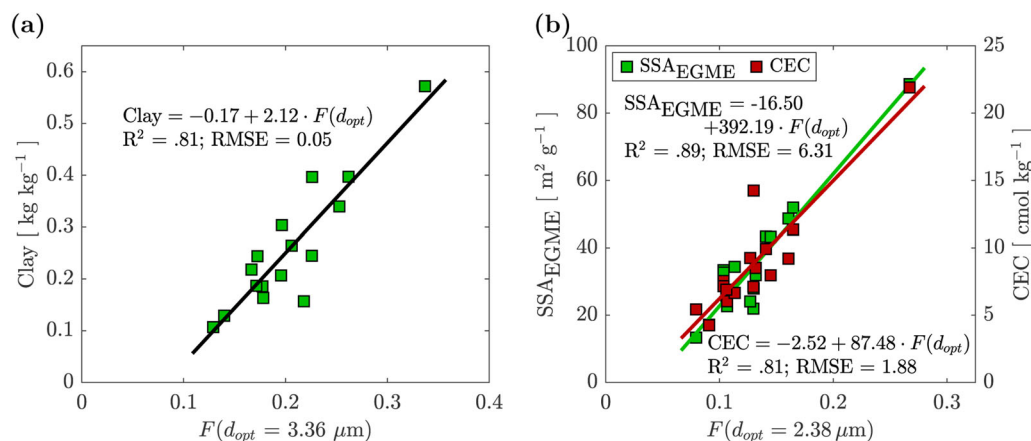 (a)
0.6
0.5
0.4
0.3
0.2
0.1
0
Clay [ kg kg⁻¹ ]
Clay = −0.17 + 2.12 · F(d_opt)
R² = .81; RMSE = 0.05
0 0.1 0.2 0.3 0.4
F(d_opt = 3.36 μm)
(b)
100
80
60
40
20
0
SSA_EGME [ m² g⁻¹ ]
SSA_EGME CEC
SSA_EGME = -16.50
+392.19 · F(d_opt)
R² = .89; RMSE = 6.31
CEC = −2.52 + 87.48 · F(d_opt)
R² = .81; RMSE = 1.88
0 0.1 0.2 0.3
F(d_opt = 2.38 μm)
25
20
15
10
5
0
CEC [ cmol kg⁻¹ ]